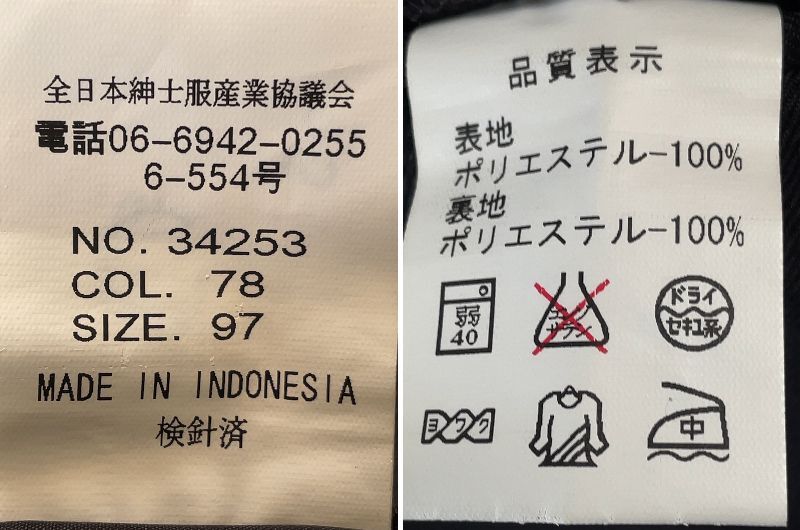 全日本紳士服産業協議会
電話06-6942-0255
6-554号
NO. 34253
COL. 78
SIZE. 97
MADE IN INDONESIA
検針済
品質表示
表地
ポリエステル-100%
裏地
ポリエステル-100%
弱
40
エンソ
サラシ
ドライ
セキユ系
ヨワク
中